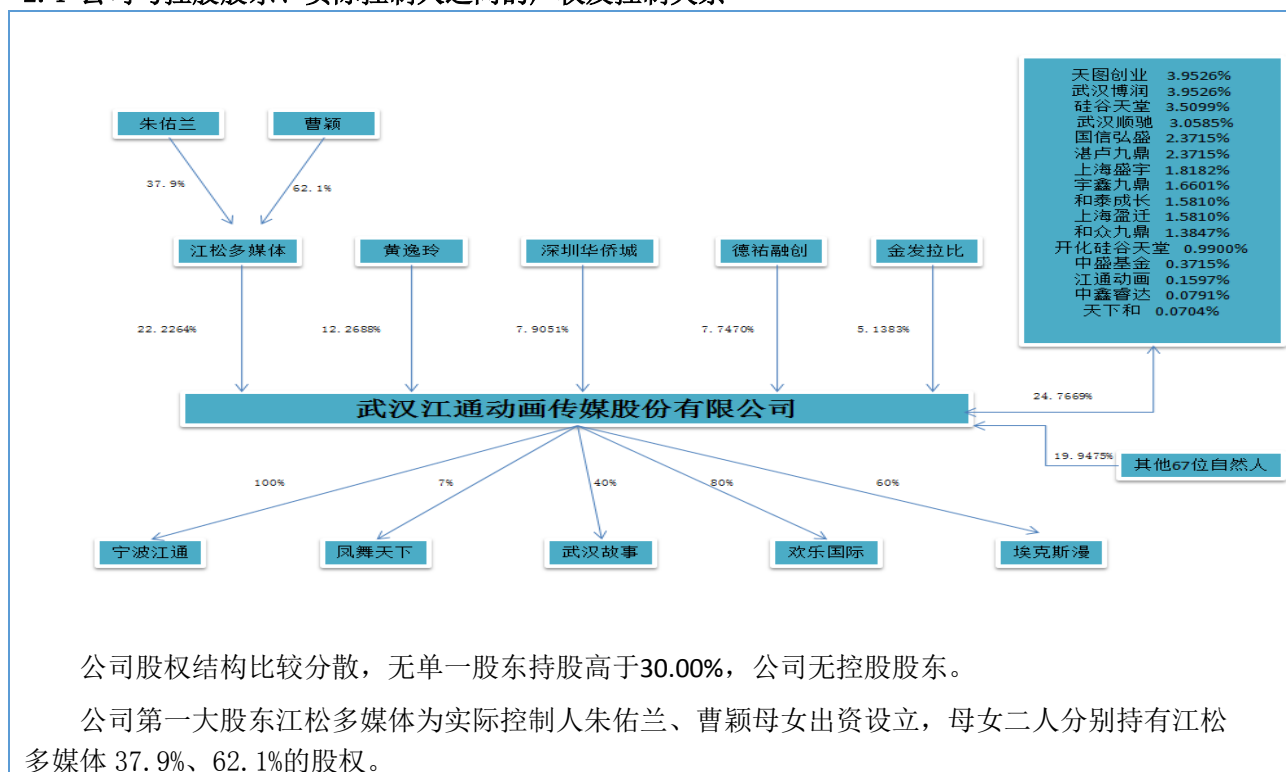 天图创业 3.9526%
武汉博润 3.9526%
硅谷天堂 3.5099%
武汉顺驰 3.0585%
国信弘盛 2.3715%
湛卢九鼎 2.3715%
上海盛宇 1.8182%
宇鑫九鼎 1.6601%
和泰成长 1.5810%
上海盈迁 1.5810%
和众九鼎 1.3847%
开化硅谷天堂 0.9900%
中盛基金 0.3715%
江通动画 0.1597%
中鑫睿达 0.0791%
天下和 0.0704%
朱佑兰 曹颖
37.9% 62.1%
江松多媒体 黄逸玲 深圳华侨城 德祐融创 金发拉比
22.2264% 12.2688% 7.9051% 7.7470% 5.1383%
武汉江通动画传媒股份有限公司
24.7669%
19.9475%
其他67位自然人
100% 7% 40% 80% 60%
宁波江通 凤舞天下 武汉故事 欢乐国际 埃克斯漫
公司股权结构比较分散，无单一股东持股高于30.00%，公司无控股股东。
公司第一大股东江松多媒体为实际控制人朱佑兰、曹颖母女出资设立，母女二人分别持有江松
多媒体 37.9%、62.1%的股权。